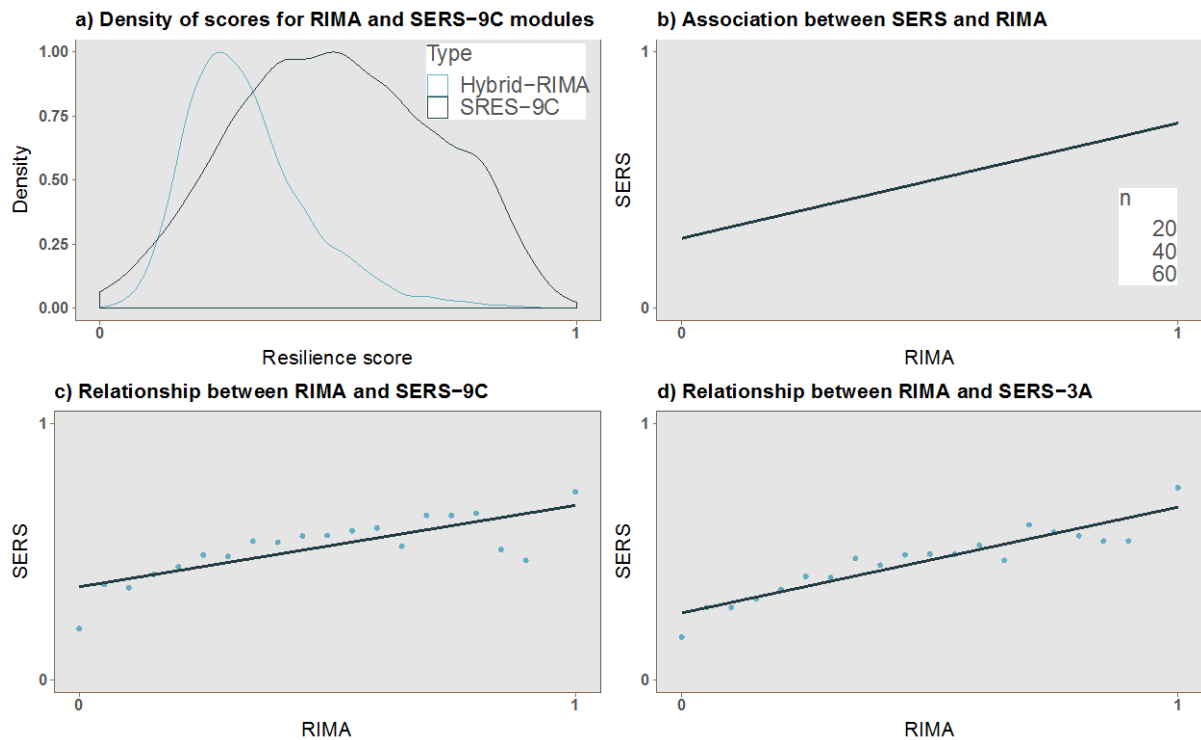 a) Density of scores for RIMA and SERS−9C modules
1.00
0.75
0.50
0.25
0.00
Density
Type
Hybrid−RIMA
SRES−9C
0
1
Resilience score
b) Association between SERS and RIMA
1
0
SERS
n
20
40
60
0
1
RIMA
c) Relationship between RIMA and SERS−9C
1
0
SERS
0
1
RIMA
d) Relationship between RIMA and SERS−3A
1
0
SERS
0
1
RIMA